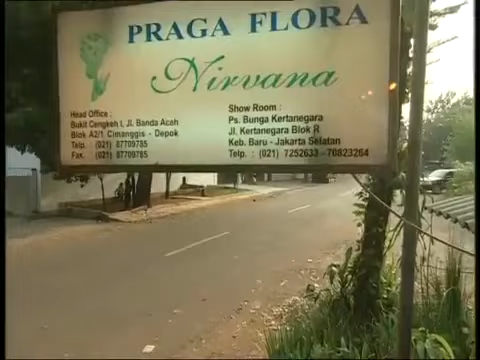 PRAGA FLORA
Nirvana
Head Office :
Bukit Cengkeh I, JL. Banda Aceh
Blok A2/1 Cimanggis - Depok
Telp. : (021) 87709785
Fax. : (021) 87709785
Show Room :
Ps. Bunga Kertanegara
JL. Kertanegara Blok R
Keb. Baru - Jakarta Selatan
Telp. : (021) 7252633 - 70823264